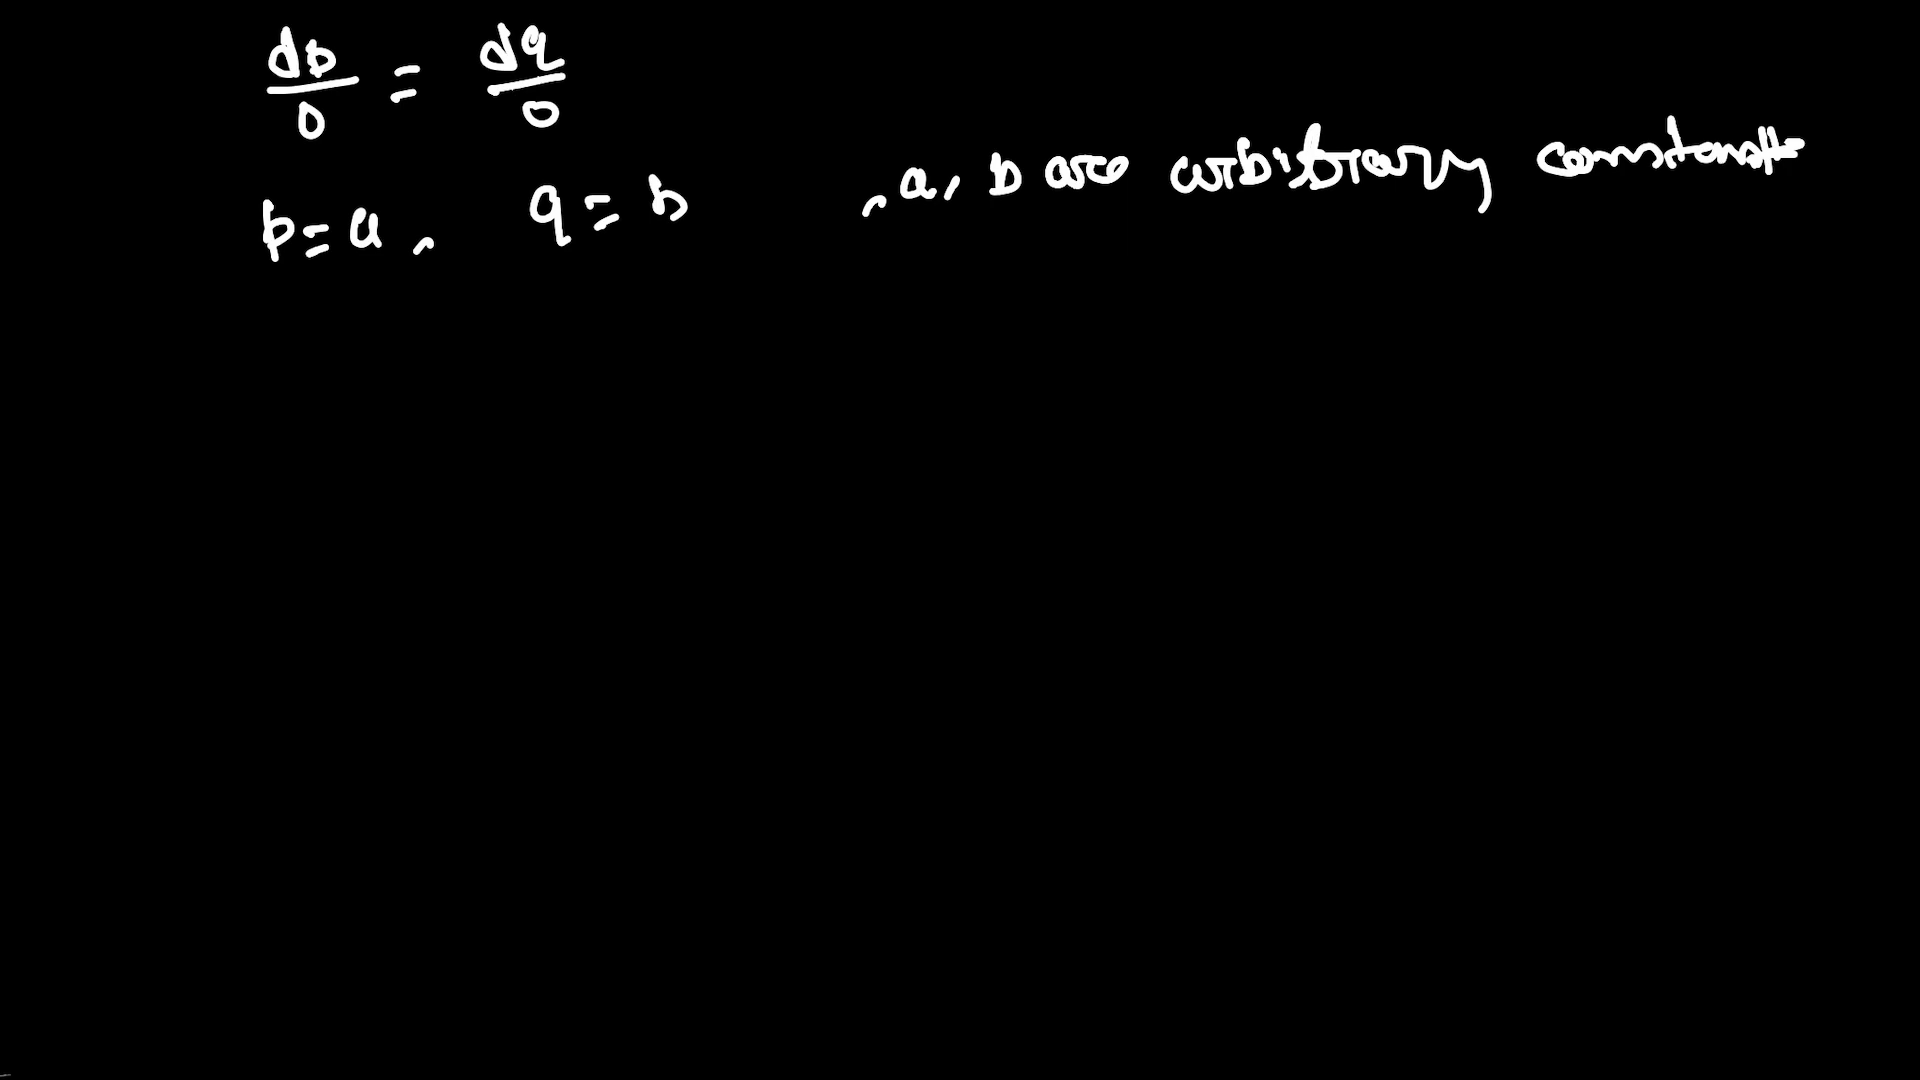 dp/0 = dq/0
p = a, q = b , a, b are arbitrary constants